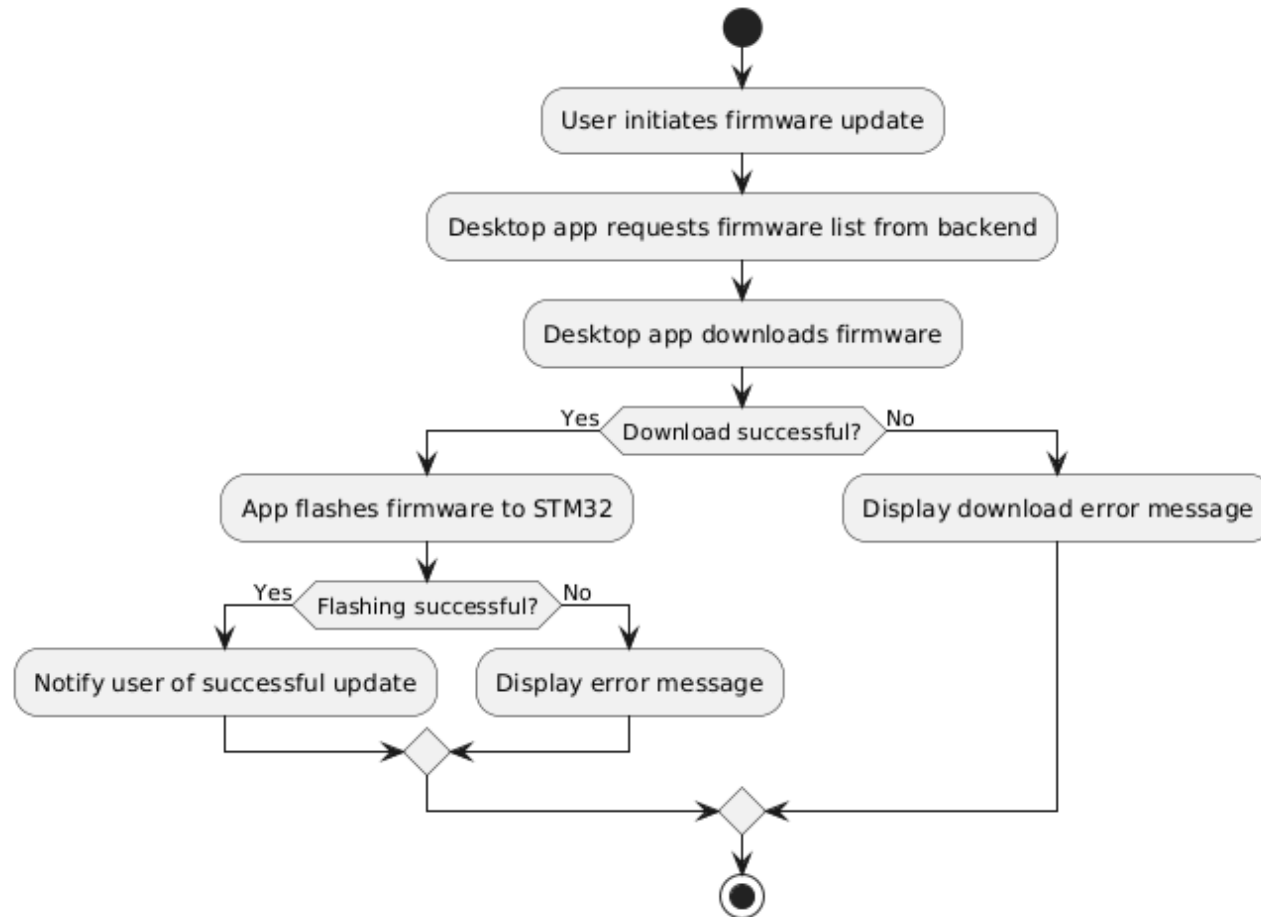 User initiates firmware update
Desktop app requests firmware list from backend
Desktop app downloads firmware
Yes
Download successful?
No
App flashes firmware to STM32
Display download error message
Yes
Flashing successful?
No
Notify user of successful update
Display error message